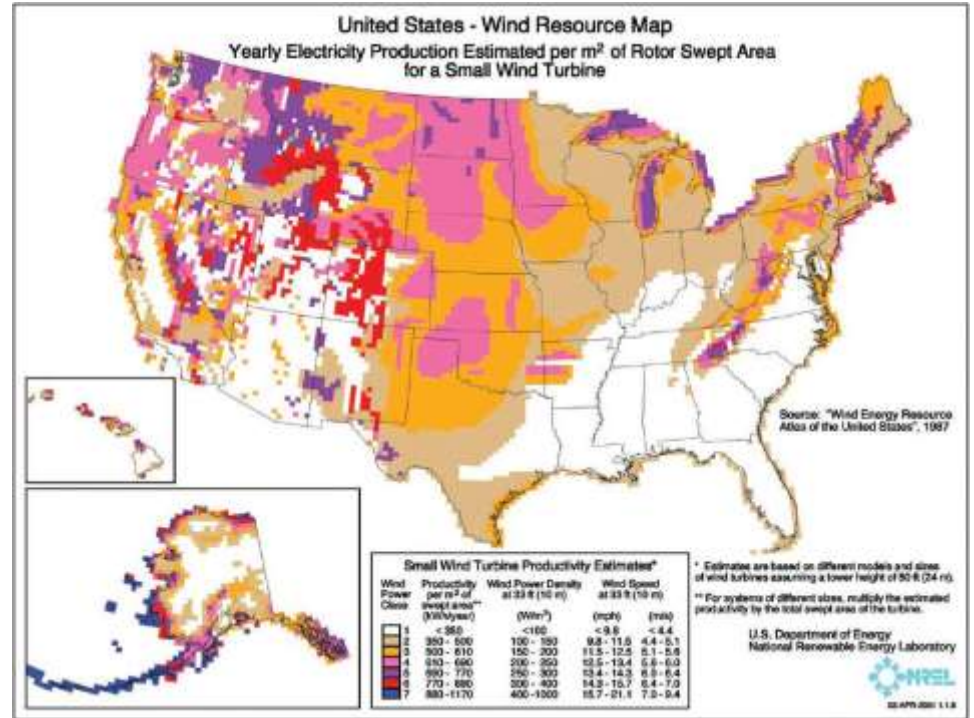 United States - Wind Resource Map
Yearly Electricity Production Estimated per m² of Rotor Swept Area
for a Small Wind Turbine
Source: "Wind Energy Resource
Atlas of the United States", 1987
Small Wind Turbine Productivity Estimates*
Wind Productivity Wind Power Density Wind Speed
Power per m² of at 33 ft (10 m) at 33 ft (10 m)
Class swept area**
(kWh/year) (W/m²) (mph) (m/s)
1 <350 <100 <4.4
2 350 - 500 100 - 150 9.8 - 11.5 4.4 - 5.1
3 500 - 610 150 - 200 11.5 - 12.5 5.1 - 5.6
4 610 - 690 200 - 250 12.5 - 13.4 5.6 - 6.0
5 690 - 770 250 - 300 13.4 - 14.3 6.0 - 6.4
6 770 - 880 300 - 400 14.3 - 15.7 6.4 - 7.0
7 880 - 1170 400 - 1000 15.7 - 21.1 7.0 - 9.4
* Estimates are based on different models and sizes
of wind turbines assuming a tower height of 80 ft (24 m).
** For systems of different sizes, multiply the estimated
productivity by the total swept area of the turbine.
U.S. Department of Energy
National Renewable Energy Laboratory
NREL